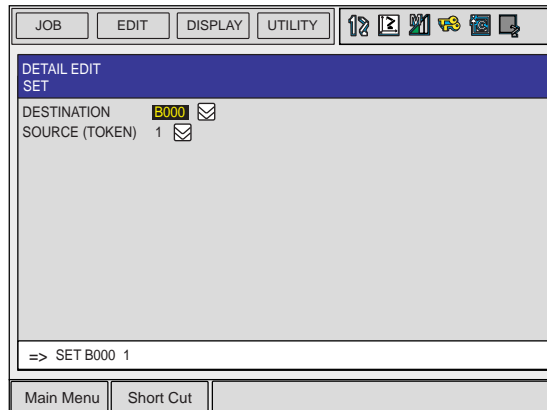 JOB EDIT DISPLAY UTILITY
DETAIL EDIT
SET
DESTINATION B000
SOURCE (TOKEN) 1
=> SET B000 1
Main Menu Short Cut